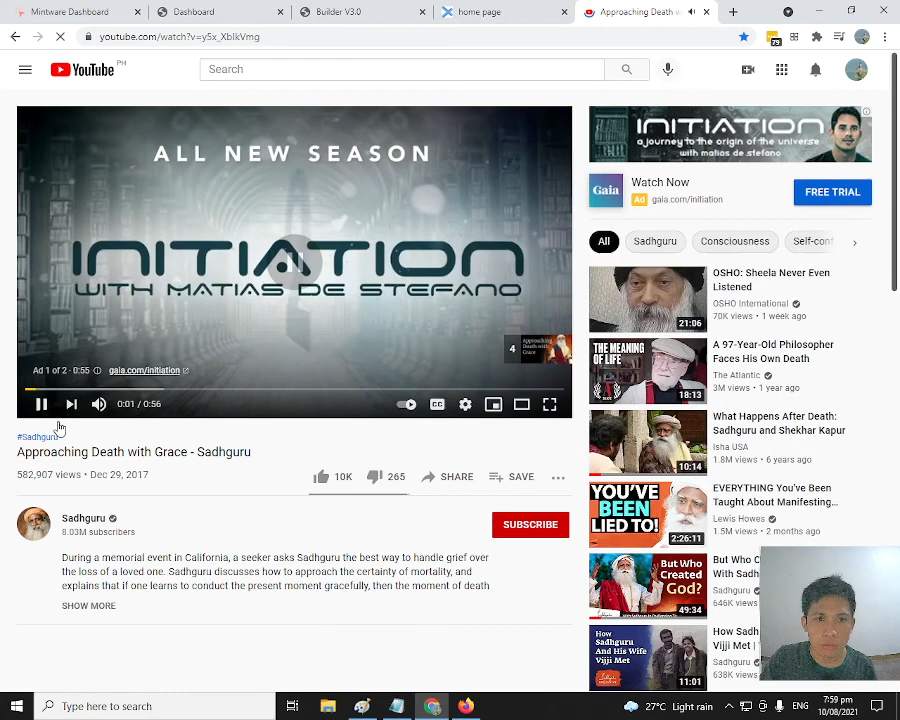 Mintware Dashboard
Dashboard
Builder V3.0
home page
Approaching Death w
youtube.com/watch?v=y5x_XblkVmg
79
YouTube PH
Search
ALL NEW SEASON
INITIATION
WITH MATIAS DE STEFANO
4
Approaching Death with Grace
Ad 1 of 2 · 0:55
gaia.com/initiation
0:01 / 0:56
CC
#Sadhguru
Approaching Death with Grace - Sadhguru
582,907 views • Dec 29, 2017
10K
265
SHARE
SAVE
Sadhguru
8.03M subscribers
SUBSCRIBE
During a memorial event in California, a seeker asks Sadhguru the best way to handle grief over
the loss of a loved one. Sadhguru discusses how to approach the certainty of mortality, and
explains that if one learns to conduct the present moment gracefully, then the moment of death
SHOW MORE
INITIATION
a journey to the origin of the universe
with matias de stefano
Gaia
Watch Now
Ad gaia.com/initiation
FREE TRIAL
All
Sadhguru
Consciousness
Self-conf
OSHO: Sheela Never Even
Listened
OSHO International
70K views • 1 week ago
21:06
THE MEANING
OF LIFE
A 97-Year-Old Philosopher
Faces His Own Death
The Atlantic
3M views • 1 year ago
18:13
What Happens After Death:
Sadhguru and Shekhar Kapur
Isha USA
1.8M views • 6 years ago
10:14
YOU'VE
BEEN
LIED TO!
EVERYTHING You've Been
Taught About Manifesting…
Lewis Howes
1.5M views • 2 months ago
2:26:11
But Who
Created
God?
But Who C
With Sadh
Sadhguru
646K views
49:34
How
Sadhguru
And His Wife
Vijji Met
How Sadh
Vijji Met |
Sadhguru
638K views
11:01
Type here to search
27°C Light rain
ENG
7:59 pm
10/08/2021